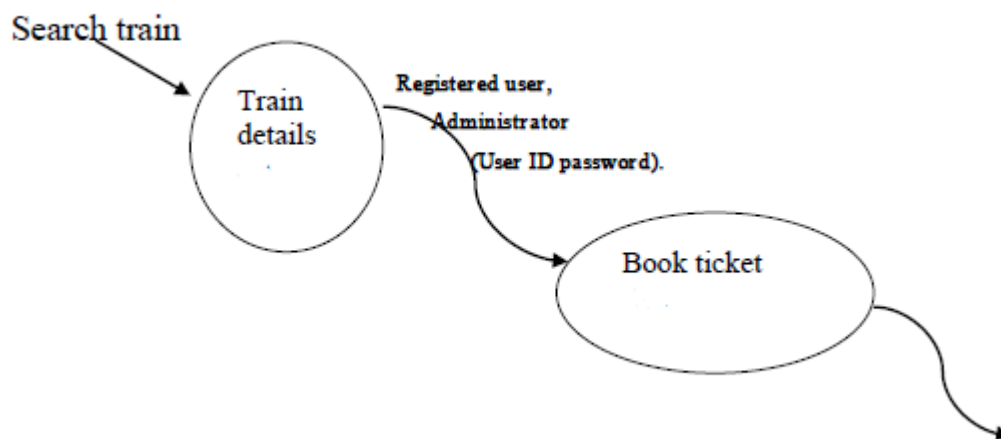 Search train
Train
details
Registered user,
Administrator
(User ID password).
Book ticket